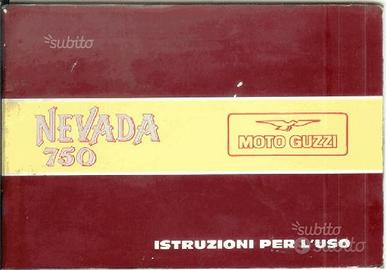 subito
NEVADA
750
MOTO GUZZI
subito
ISTRUZIONI PER L'USO